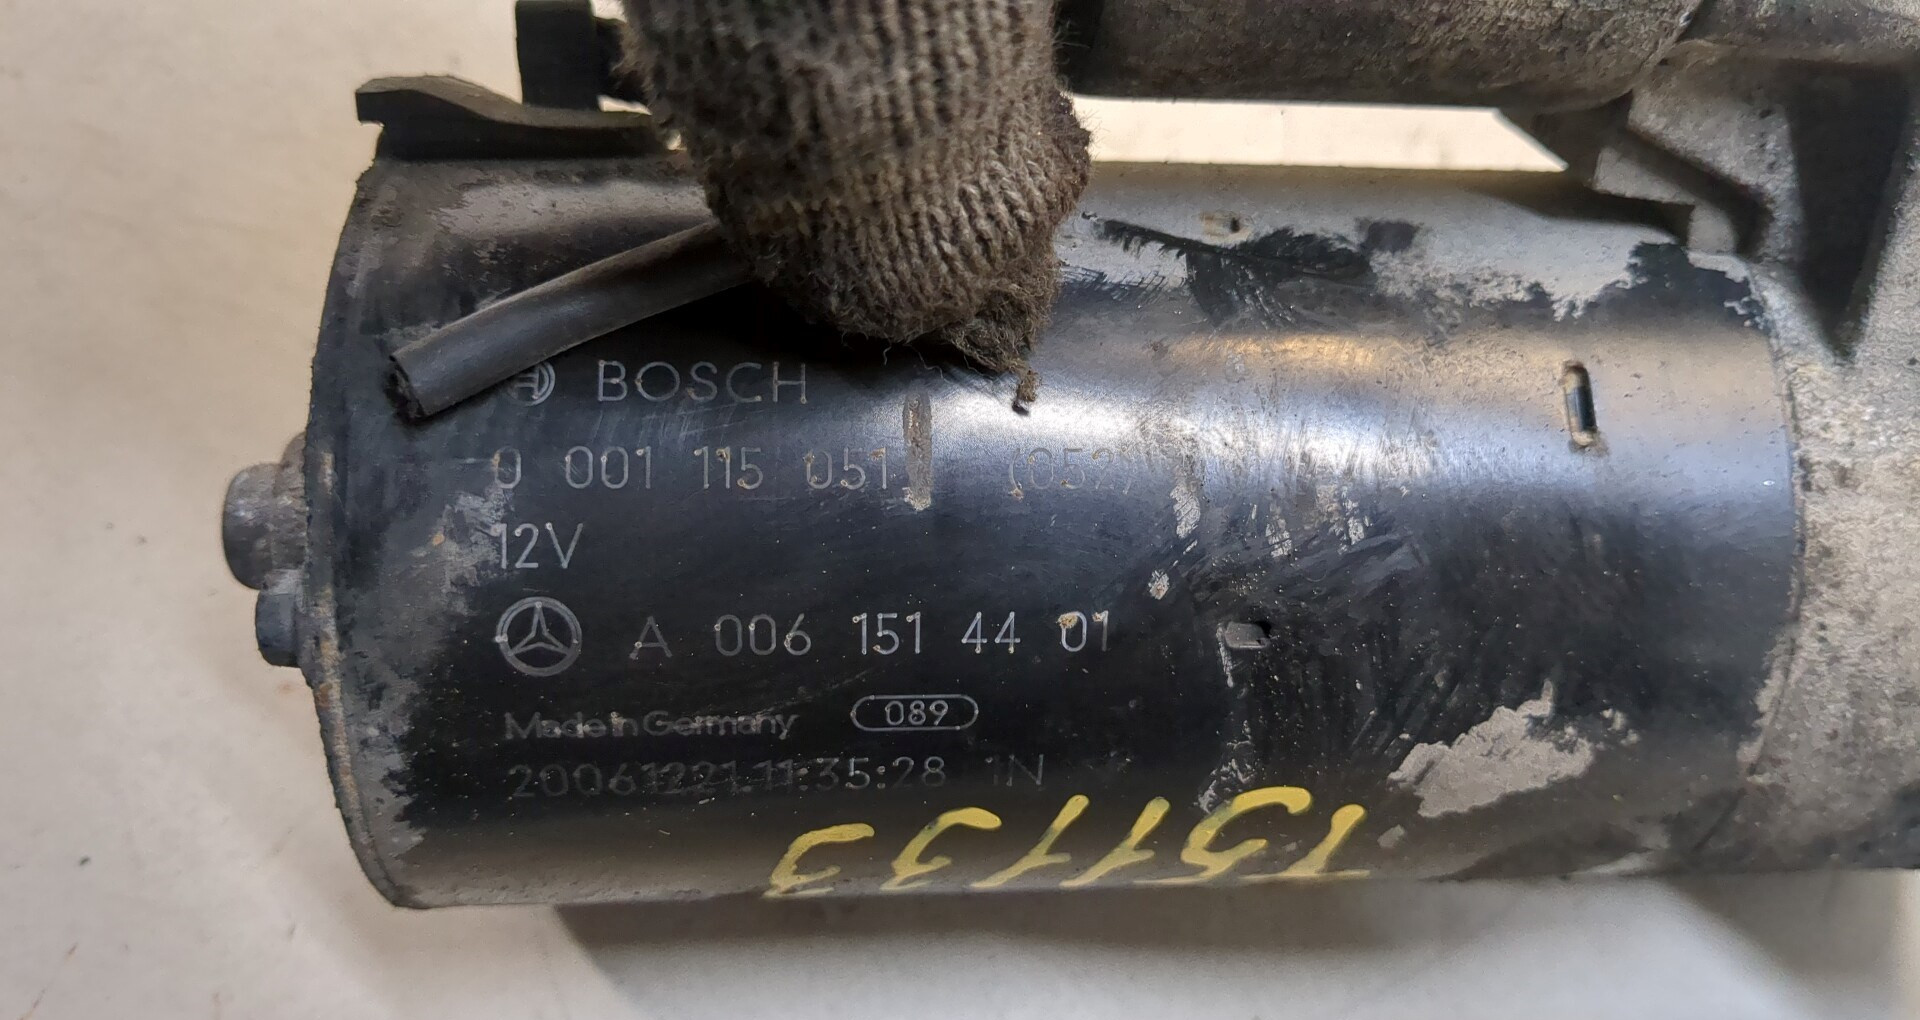 BOSCH
0 001 115 051 (052)
12V
A 006 151 44 01
Made in Germany 089
20061221.11:35:28 1N
T51133